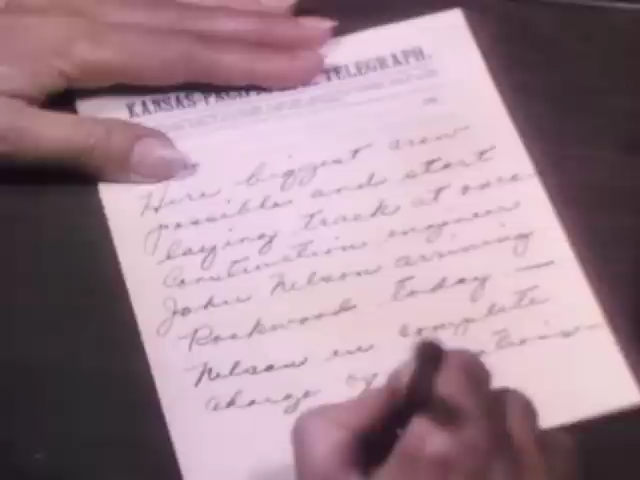 KANSAS-PACIFIC TELEGRAPH.
Hire biggest crew
possible and start
laying track at once
Construction engineer
John Nelson arriving
Rockwood today —
Nelson in complete
charge of